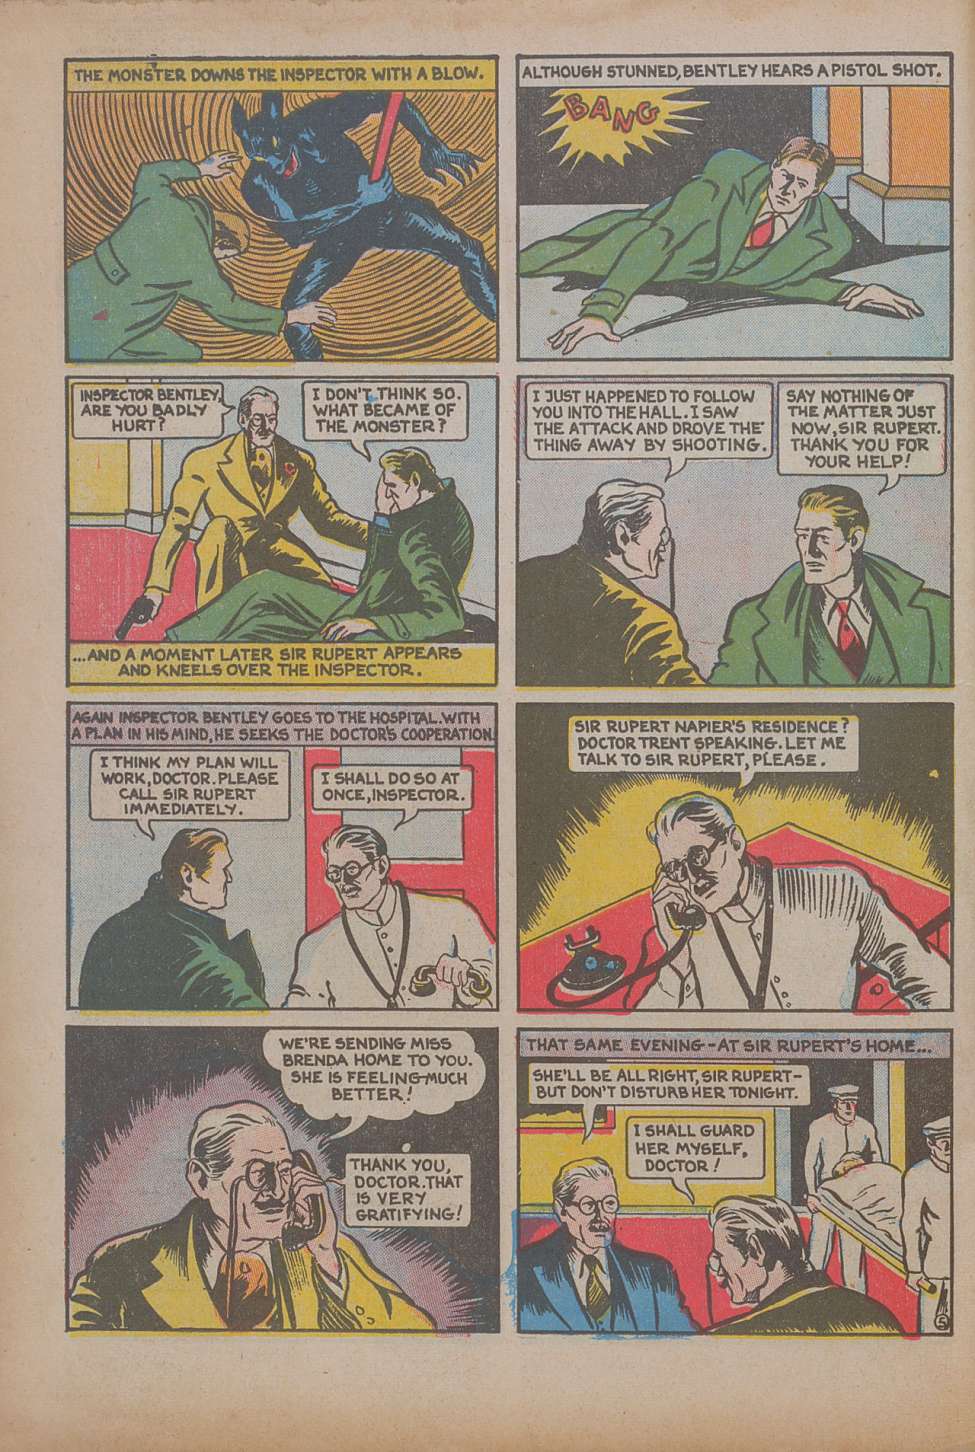 THE MONSTER DOWNS THE INSPECTOR WITH A BLOW.
ALTHOUGH STUNNED, BENTLEY HEARS A PISTOL SHOT.
BANG
INSPECTOR BENTLEY,
ARE YOU BADLY
HURT?
I DON'T THINK SO.
WHAT BECAME OF
THE MONSTER?
...AND A MOMENT LATER SIR RUPERT APPEARS
AND KNEELS OVER THE INSPECTOR.
I JUST HAPPENED TO FOLLOW
YOU INTO THE HALL. I SAW
THE ATTACK AND DROVE THE
THING AWAY BY SHOOTING.
SAY NOTHING OF
THE MATTER JUST
NOW, SIR RUPERT.
THANK YOU FOR
YOUR HELP!
AGAIN INSPECTOR BENTLEY GOES TO THE HOSPITAL. WITH
A PLAN IN HIS MIND, HE SEEKS THE DOCTOR'S COOPERATION.
I THINK MY PLAN WILL
WORK, DOCTOR. PLEASE
CALL SIR RUPERT
IMMEDIATELY.
I SHALL DO SO AT
ONCE, INSPECTOR.
SIR RUPERT NAPIER'S RESIDENCE?
DOCTOR TRENT SPEAKING. LET ME
TALK TO SIR RUPERT, PLEASE.
WE'RE SENDING MISS
BRENDA HOME TO YOU.
SHE IS FEELING MUCH
BETTER!
THANK YOU,
DOCTOR. THAT
IS VERY
GRATIFYING!
THAT SAME EVENING--AT SIR RUPERT'S HOME...
SHE'LL BE ALL RIGHT, SIR RUPERT-
BUT DON'T DISTURB HER TONIGHT.
I SHALL GUARD
HER MYSELF,
DOCTOR!
5